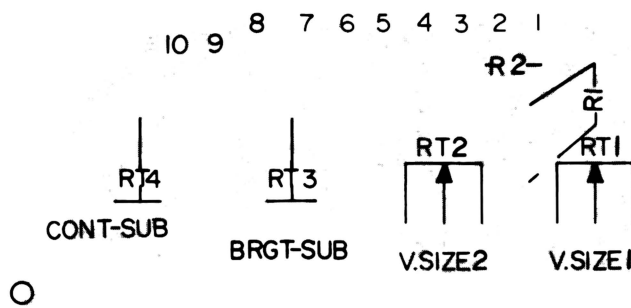 10 9 8 7 6 5 4 3 2 1
R2
R1
RT4 RT3 RT2 RT1
CONT-SUB BRGT-SUB V.SIZE2 V.SIZE1